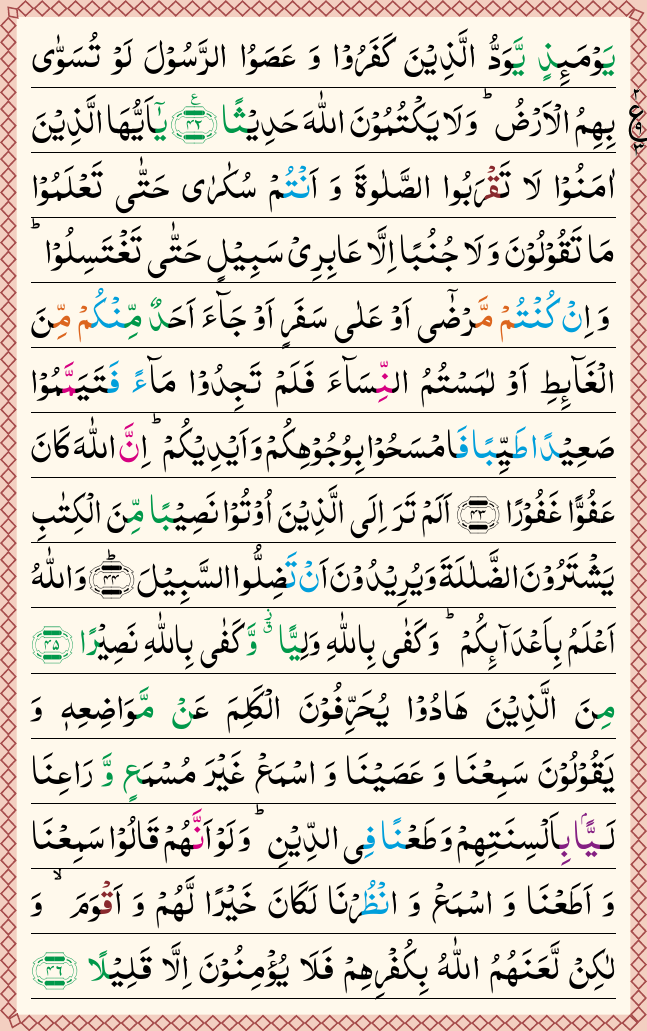 يَوۡمَئِذٍ يَّوَدُّ الَّذِيۡنَ كَفَرُوۡا وَ عَصَوُا الرَّسُوۡلَ لَوۡ تُسَوّٰى
بِهِمُ الۡاَرۡضُ ؕ وَلَا يَكۡتُمُوۡنَ اللّٰهَ حَدِيۡثًا ﴿۴۲﴾ يٰۤاَيُّهَا الَّذِيۡنَ
اٰمَنُوۡا لَا تَقۡرَبُوا الصَّلٰوةَ وَ اَنۡتُمۡ سُكَارٰى حَتّٰى تَعۡلَمُوۡا
مَا تَقُوۡلُوۡنَ وَلَا جُنُبًا اِلَّا عَابِرِىۡ سَبِيۡلٍ حَتّٰى تَغۡتَسِلُوۡا ؕ
وَ اِنۡ كُنۡتُمۡ مَّرۡضٰۤى اَوۡ عَلٰى سَفَرٍ اَوۡ جَآءَ اَحَدٌ مِّنۡكُمۡ مِّنَ
الۡغَآئِطِ اَوۡ لٰمَسۡتُمُ النِّسَآءَ فَلَمۡ تَجِدُوۡا مَآءً فَتَيَمَّمُوۡا
صَعِيۡدًا طَيِّبًا فَامۡسَحُوۡا بِوُجُوۡهِكُمۡ وَاَيۡدِيۡكُمۡ ؕ اِنَّ اللّٰهَ كَانَ
عَفُوًّا غَفُوۡرًا ﴿۴۳﴾ اَلَمۡ تَرَ اِلَى الَّذِيۡنَ اُوۡتُوۡا نَصِيۡبًا مِّنَ الۡكِتٰبِ
يَشۡتَرُوۡنَ الضَّلٰلَةَ وَيُرِيۡدُوۡنَ اَنۡ تَضِلُّوا السَّبِيۡلَ ؕ﴿۴۴﴾ وَاللّٰهُ
اَعۡلَمُ بِاَعۡدَآئِكُمۡ ؕ وَكَفٰى بِاللّٰهِ وَلِيًّا ۫ وَّكَفٰى بِاللّٰهِ نَصِيۡرًا ﴿۴۵﴾
مِنَ الَّذِيۡنَ هَادُوۡا يُحَرِّفُوۡنَ الۡكَلِمَ عَنۡ مَّوَاضِعِهٖ وَ
يَقُوۡلُوۡنَ سَمِعۡنَا وَ عَصَيۡنَا وَ اسۡمَعۡ غَيۡرَ مُسۡمَعٍ وَّ رَاعِنَا
لَـيًّۢا بِاَلۡسِنَتِهِمۡ وَطَعۡنًا فِى الدِّيۡنِ ؕ وَلَوۡ اَنَّهُمۡ قَالُوۡا سَمِعۡنَا
وَ اَطَعۡنَا وَ اسۡمَعۡ وَ انۡظُرۡنَا لَكَانَ خَيۡرًا لَّهُمۡ وَ اَقۡوَمَ ۙ وَ
لٰكِنۡ لَّعَنَهُمُ اللّٰهُ بِكُفۡرِهِمۡ فَلَا يُؤۡمِنُوۡنَ اِلَّا قَلِيۡلًا ﴿۴۶﴾